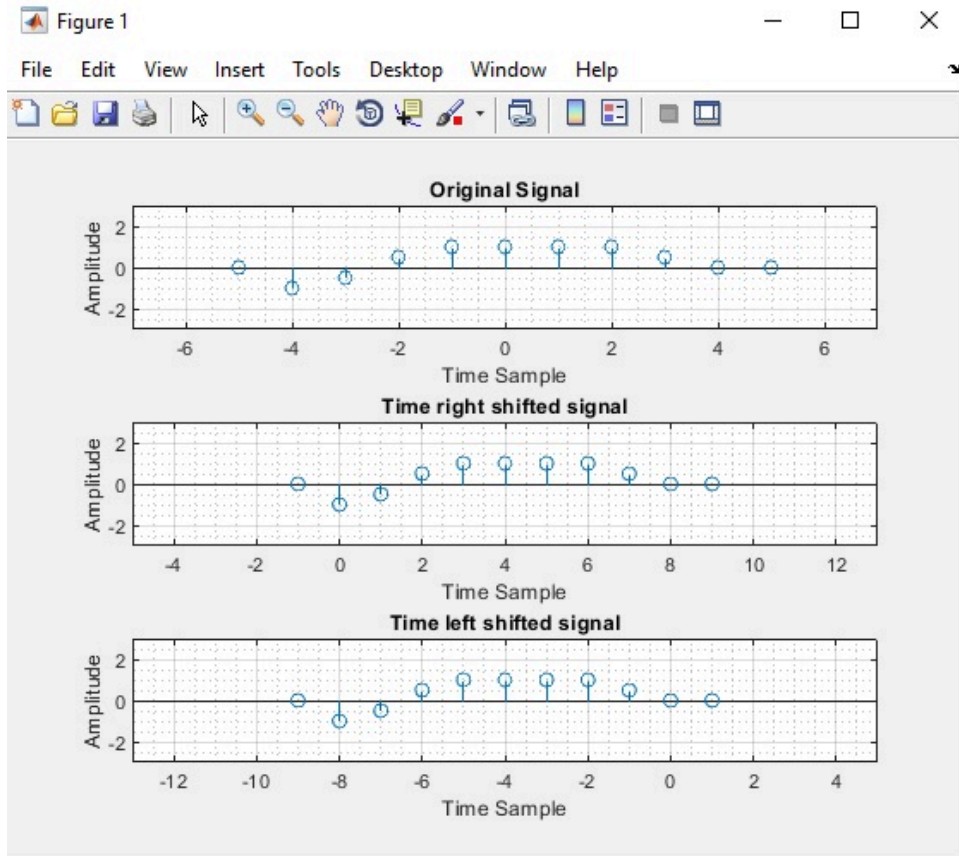 Figure 1
File Edit View Insert Tools Desktop Window Help
Original Signal
Amplitude
2
0
-2
-6 -4 -2 0 2 4 6
Time Sample
Time right shifted signal
Amplitude
2
0
-2
-4 -2 0 2 4 6 8 10 12
Time Sample
Time left shifted signal
Amplitude
2
0
-2
-12 -10 -8 -6 -4 -2 0 2 4
Time Sample